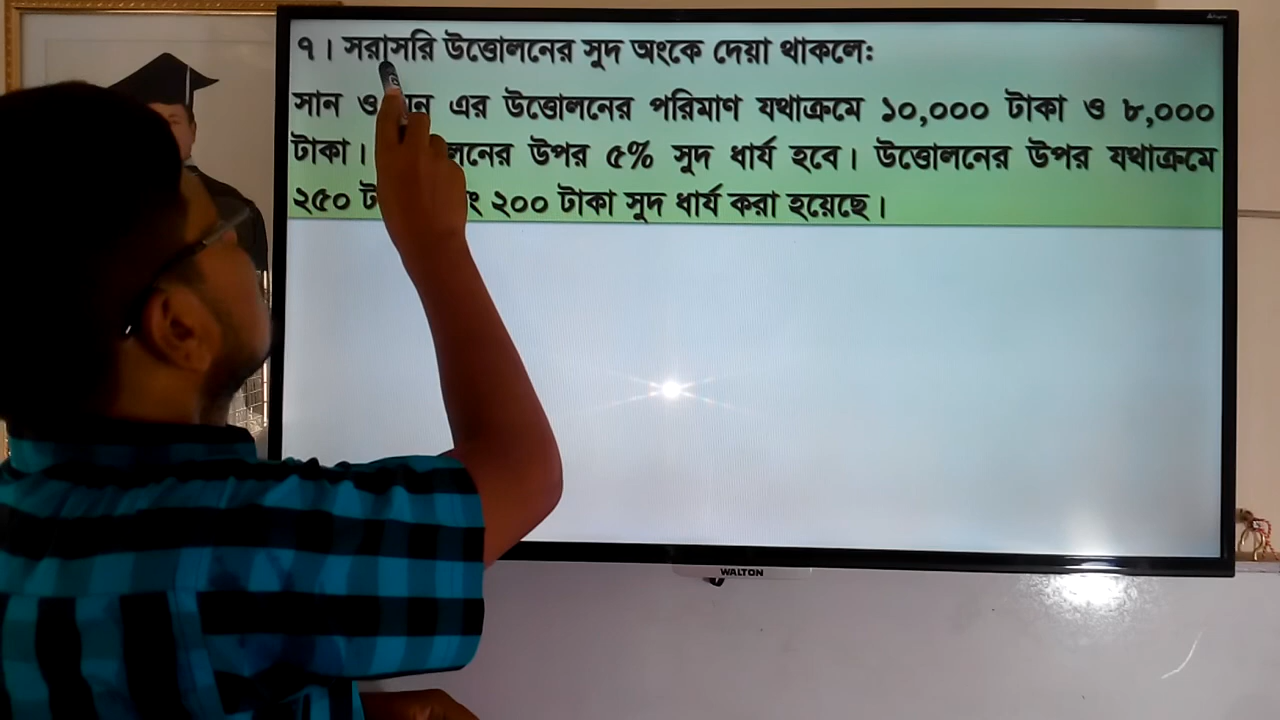 ৭। সরাসরি উত্তোলনের সুদ অংকে দেয়া থাকলে:
সান ও এর উত্তোলনের পরিমাণ যথাক্রমে ১০,০০০ টাকা ও ৮,০০০
টাকা। উপর ৫% সুদ ধার্য হবে। উত্তোলনের উপর যথাক্রমে
২৫০ ২০০ টাকা সুদ ধার্য করা হয়েছে।
WALTON